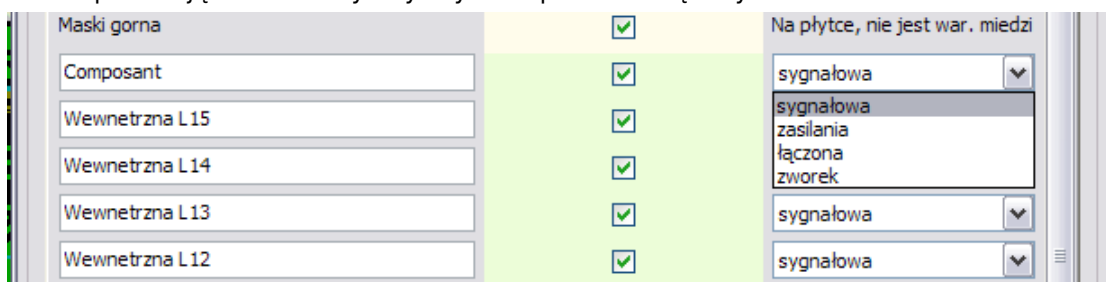 Maski gorna Na płytce, nie jest war. miedzi
Composant sygnałowa
sygnałowa
Wewnetrzna L15 zasilania
łączona
Wewnetrzna L14 zworek
Wewnetrzna L13 sygnałowa
Wewnetrzna L12 sygnałowa